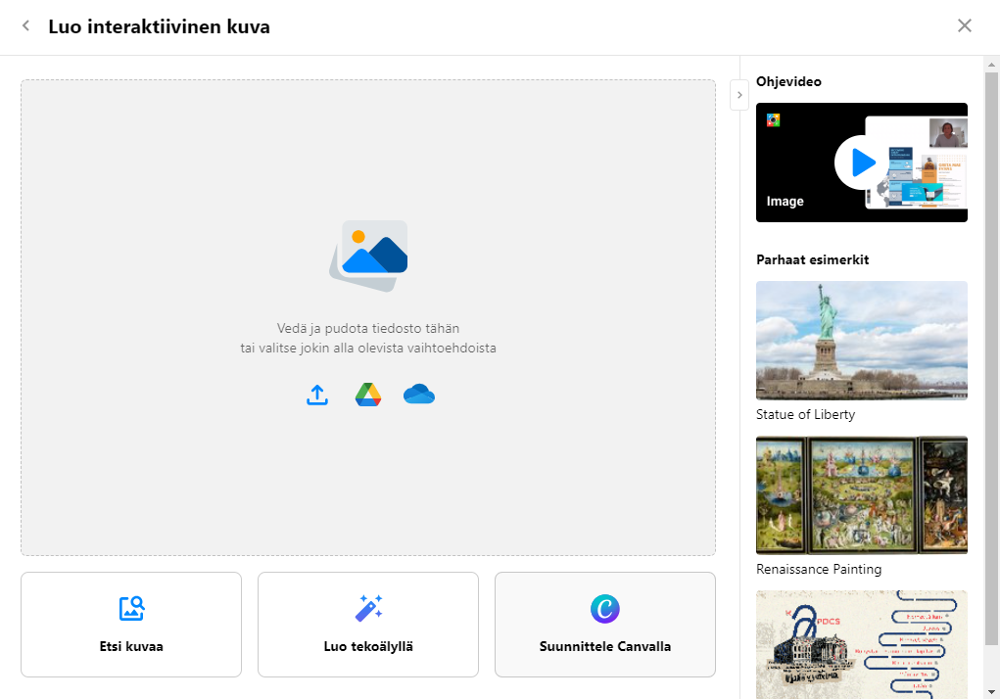 Luo interaktiivinen kuva
Vedä ja pudota tiedosto tähän
tai valitse jokin alla olevista vaihtoehdoista
Etsi kuvaa
Luo tekoälyllä
Suunnittele Canvalla
Ohjevideo
Image
Parhaat esimerkit
Statue of Liberty
Renaissance Painting
PDCS